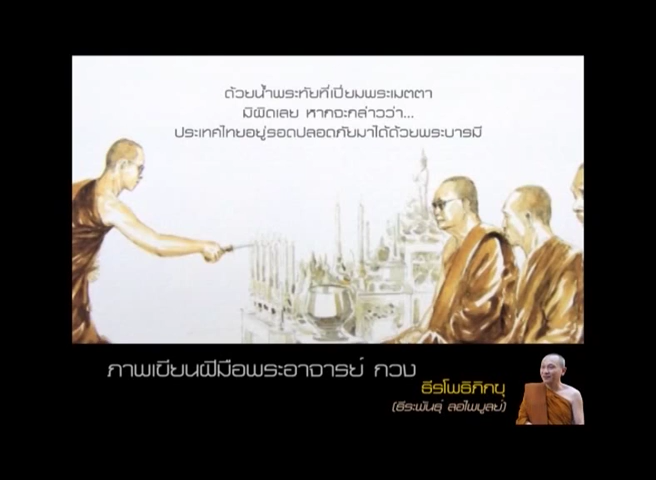 ด้วยน้ำพระทัยที่เปี่ยมพระเมตตา
มิผิดเลย หากจะกล่าวว่า...
ประเทศไทยอยู่รอดปลอดภัยมาได้ด้วยพระบารมี
ภาพเขียนฝีมือพระอาจารย์ กวง
ธีรโพธิภิกขุ
(ธีระพันธุ์ ลอไพบูลย์)